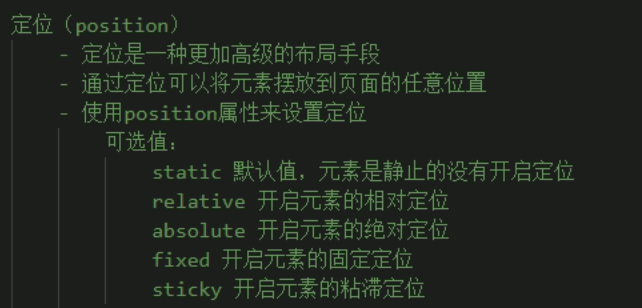 定位（position）
- 定位是一种更加高级的布局手段
- 通过定位可以将元素摆放到页面的任意位置
- 使用position属性来设置定位
可选值：
static 默认值，元素是静止的没有开启定位
relative 开启元素的相对定位
absolute 开启元素的绝对定位
fixed 开启元素的固定定位
sticky 开启元素的粘滞定位